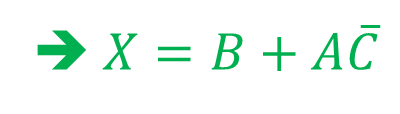 ➔ X = B + AC̅